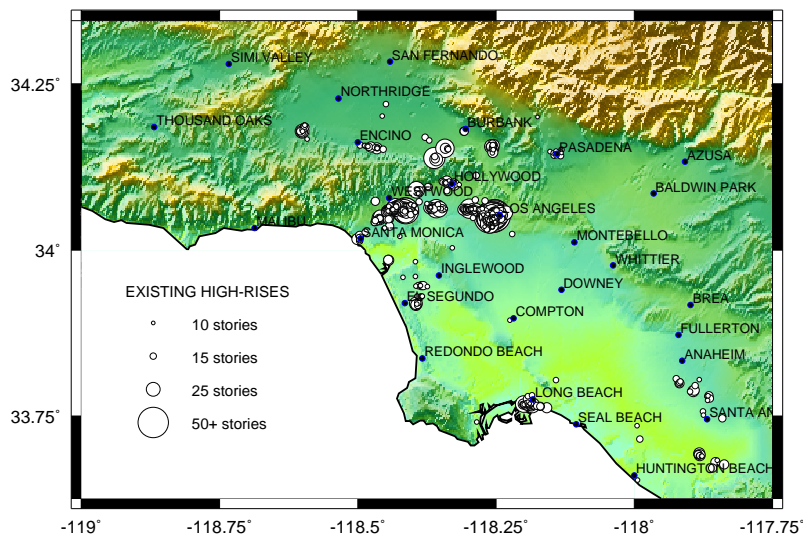 SIMI VALLEY
SAN FERNANDO
34.25°
NORTHRIDGE
THOUSAND OAKS
BURBANK
ENCINO
PASADENA
AZUSA
HOLLYWOOD
BALDWIN PARK
WESTWOOD
LOS ANGELES
MALIBU
SANTA MONICA
MONTEBELLO
34°
WHITTIER
INGLEWOOD
DOWNEY
EXISTING HIGH-RISES
EL SEGUNDO
BREA
10 stories
COMPTON
FULLERTON
15 stories
REDONDO BEACH
ANAHEIM
25 stories
LONG BEACH
33.75°
50+ stories
SEAL BEACH
SANTA AN
HUNTINGTON BEACH
-119° -118.75° -118.5° -118.25° -118° -117.75°